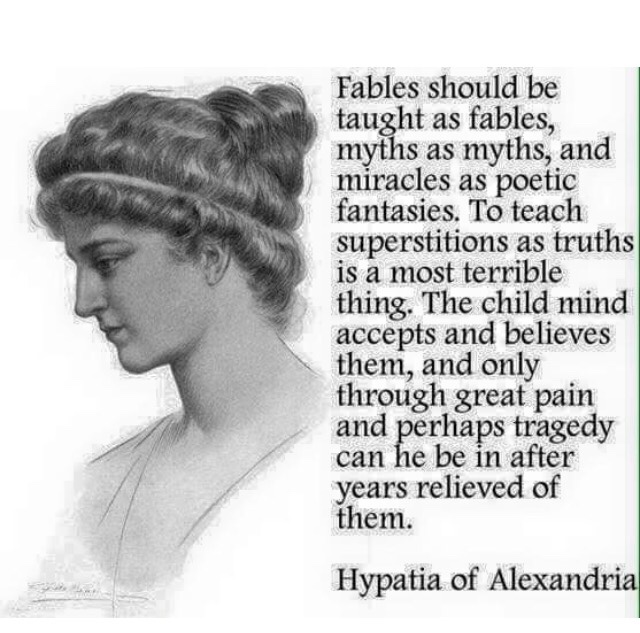 Fables should be
taught as fables,
myths as myths, and
miracles as poetic
fantasies. To teach
superstitions as truths
is a most terrible
thing. The child mind
accepts and believes
them, and only
through great pain
and perhaps tragedy
can he be in after
years relieved of
them.
Hypatia of Alexandria